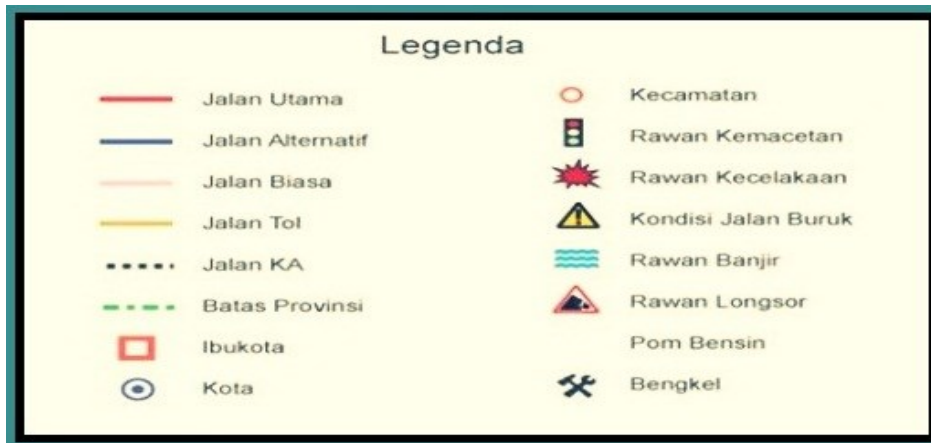 Legenda
Jalan Utama
Jalan Alternatif
Jalan Biasa
Jalan Tol
Jalan KA
Batas Provinsi
Ibukota
Kota
Kecamatan
Rawan Kemacetan
Rawan Kecelakaan
Kondisi Jalan Buruk
Rawan Banjir
Rawan Longsor
Pom Bensin
Bengkel